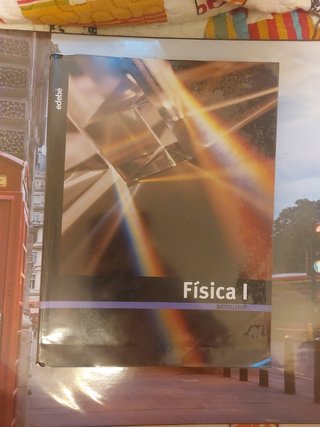 edebé
Física I
BATXILLERAT